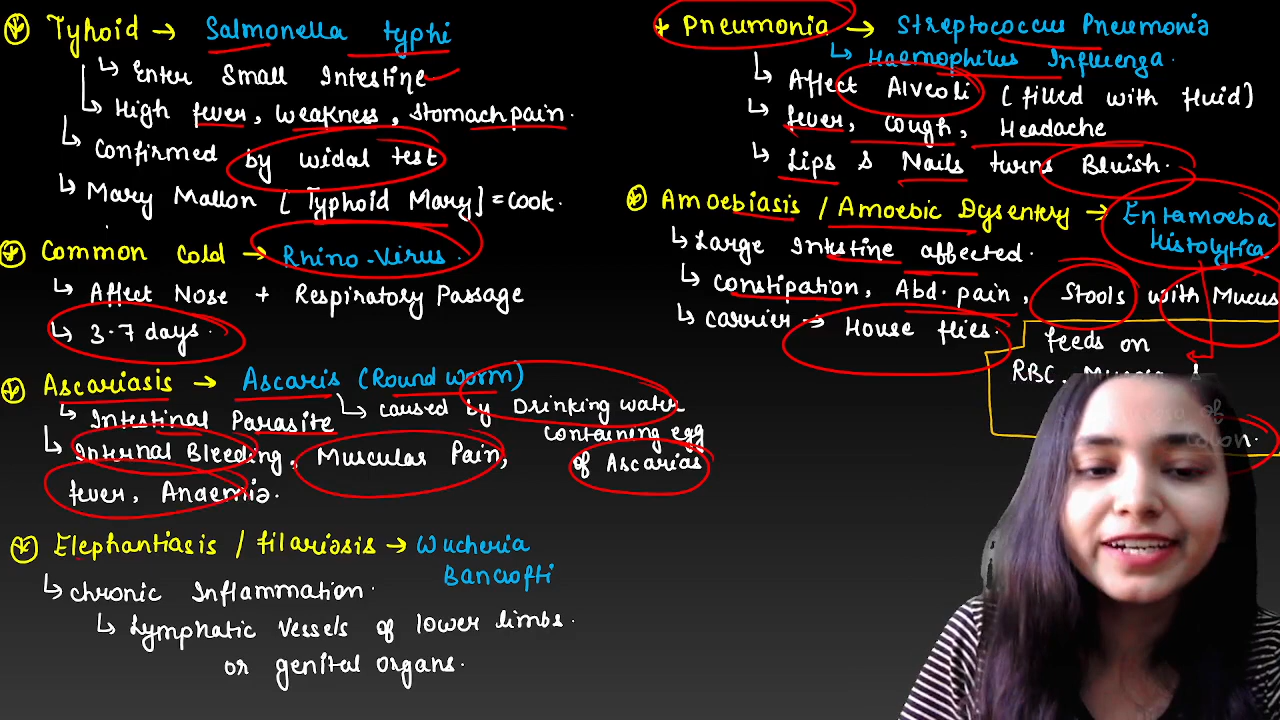 Tyhoid → Salmonella typhi
↳ Enter Small Intestine
↳ High fever, weakness, Stomach pain.
↳ Confirmed by widal test
↳ Mary Mallon [Typhoid Mary] = Cook.
Common Cold → Rhino-Virus.
↳ Affect Nose + Respiratory Passage
↳ 3-7 days.
Ascariasis → Ascaris (Round worm)
↳ Intestinal Parasite
↳ caused by Drinking water
containing egg
of Ascarias
↳ Internal Bleeding, Muscular Pain,
fever, Anaemia.
Elephantiasis / filariasis → Wucheria
Bancrofti
↳ Chronic Inflammation.
↳ Lymphatic Vessels of lower limbs.
or genital organs.
+ Pneumonia → Streptococcus Pneumonia
↳ Haemophilus Influenza.
↳ Affect Alveoli (filled with fluid)
↳ fever, Cough, Headache
↳ Lips & Nails turns Bluish.
Amoebiasis / Amoebic Dysentery → Entamoeba
Histolytica
↳ Large Intestine affected.
↳ Constipation, Abd. pain, Stools with Mucus
↳ Carrier → House flies.
feeds on
RBC,
of
colon.